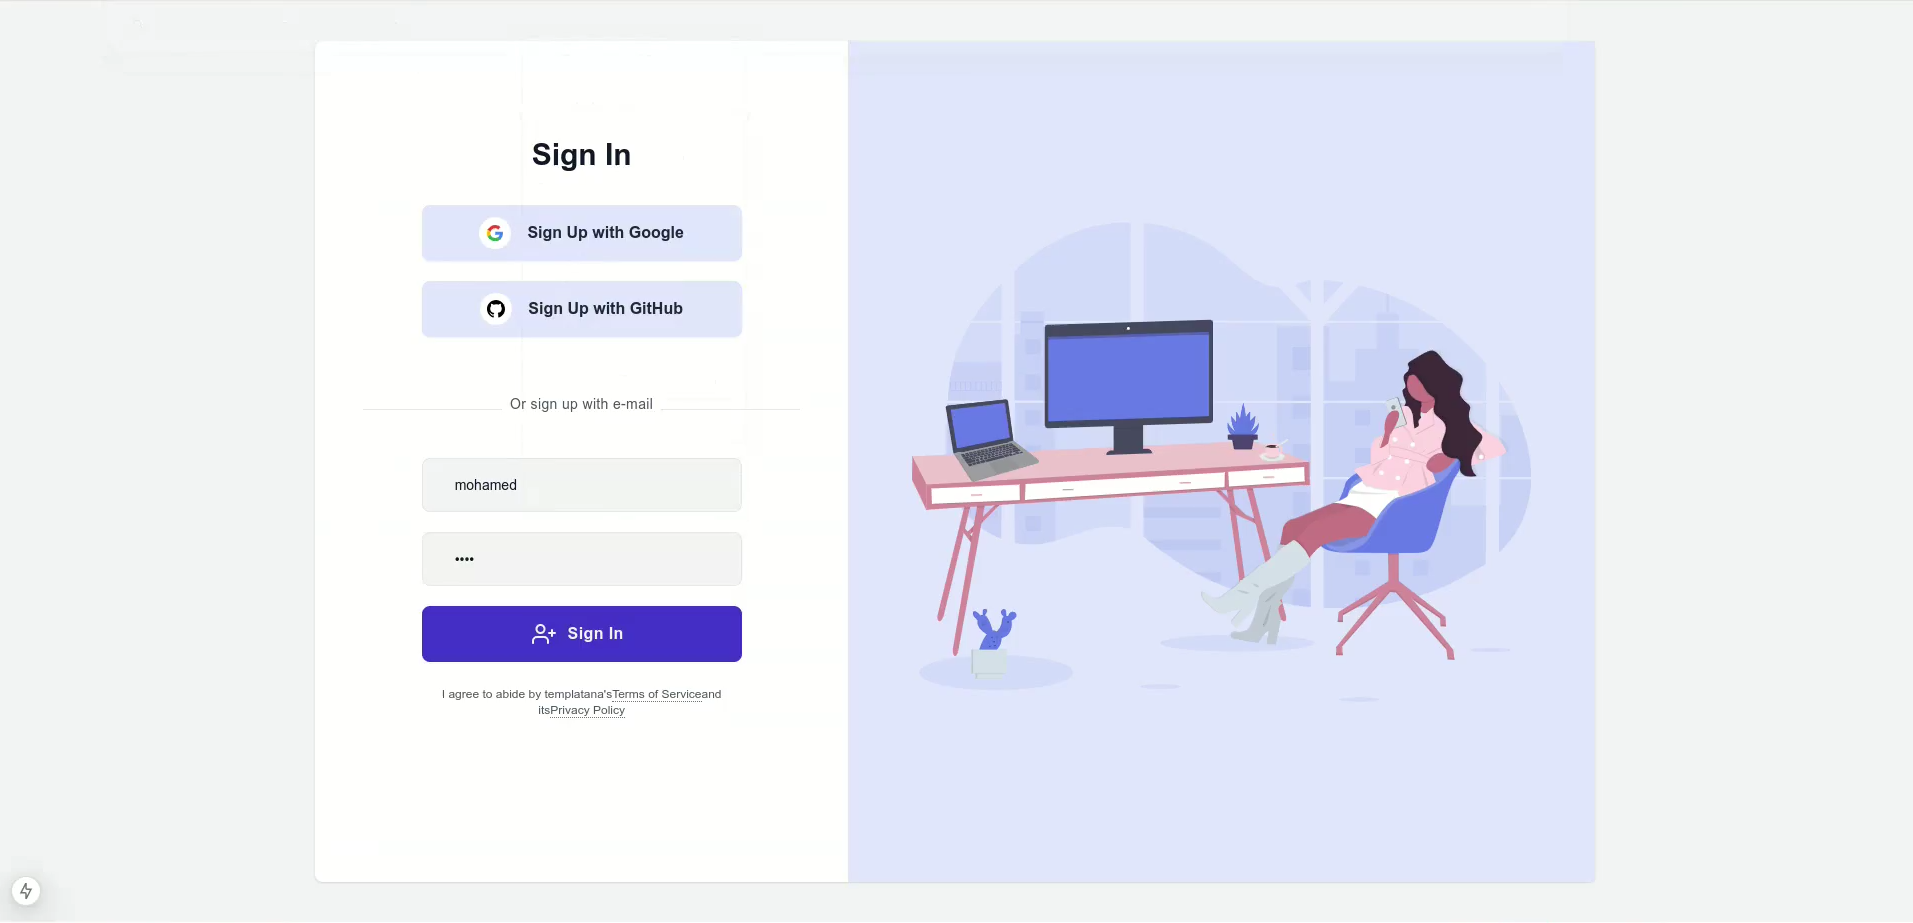 Sign In
Sign Up with Google
Sign Up with GitHub
Or sign up with e-mail
mohamed
••••
Sign In
I agree to abide by templatana'sTerms of Serviceand
itsPrivacy Policy